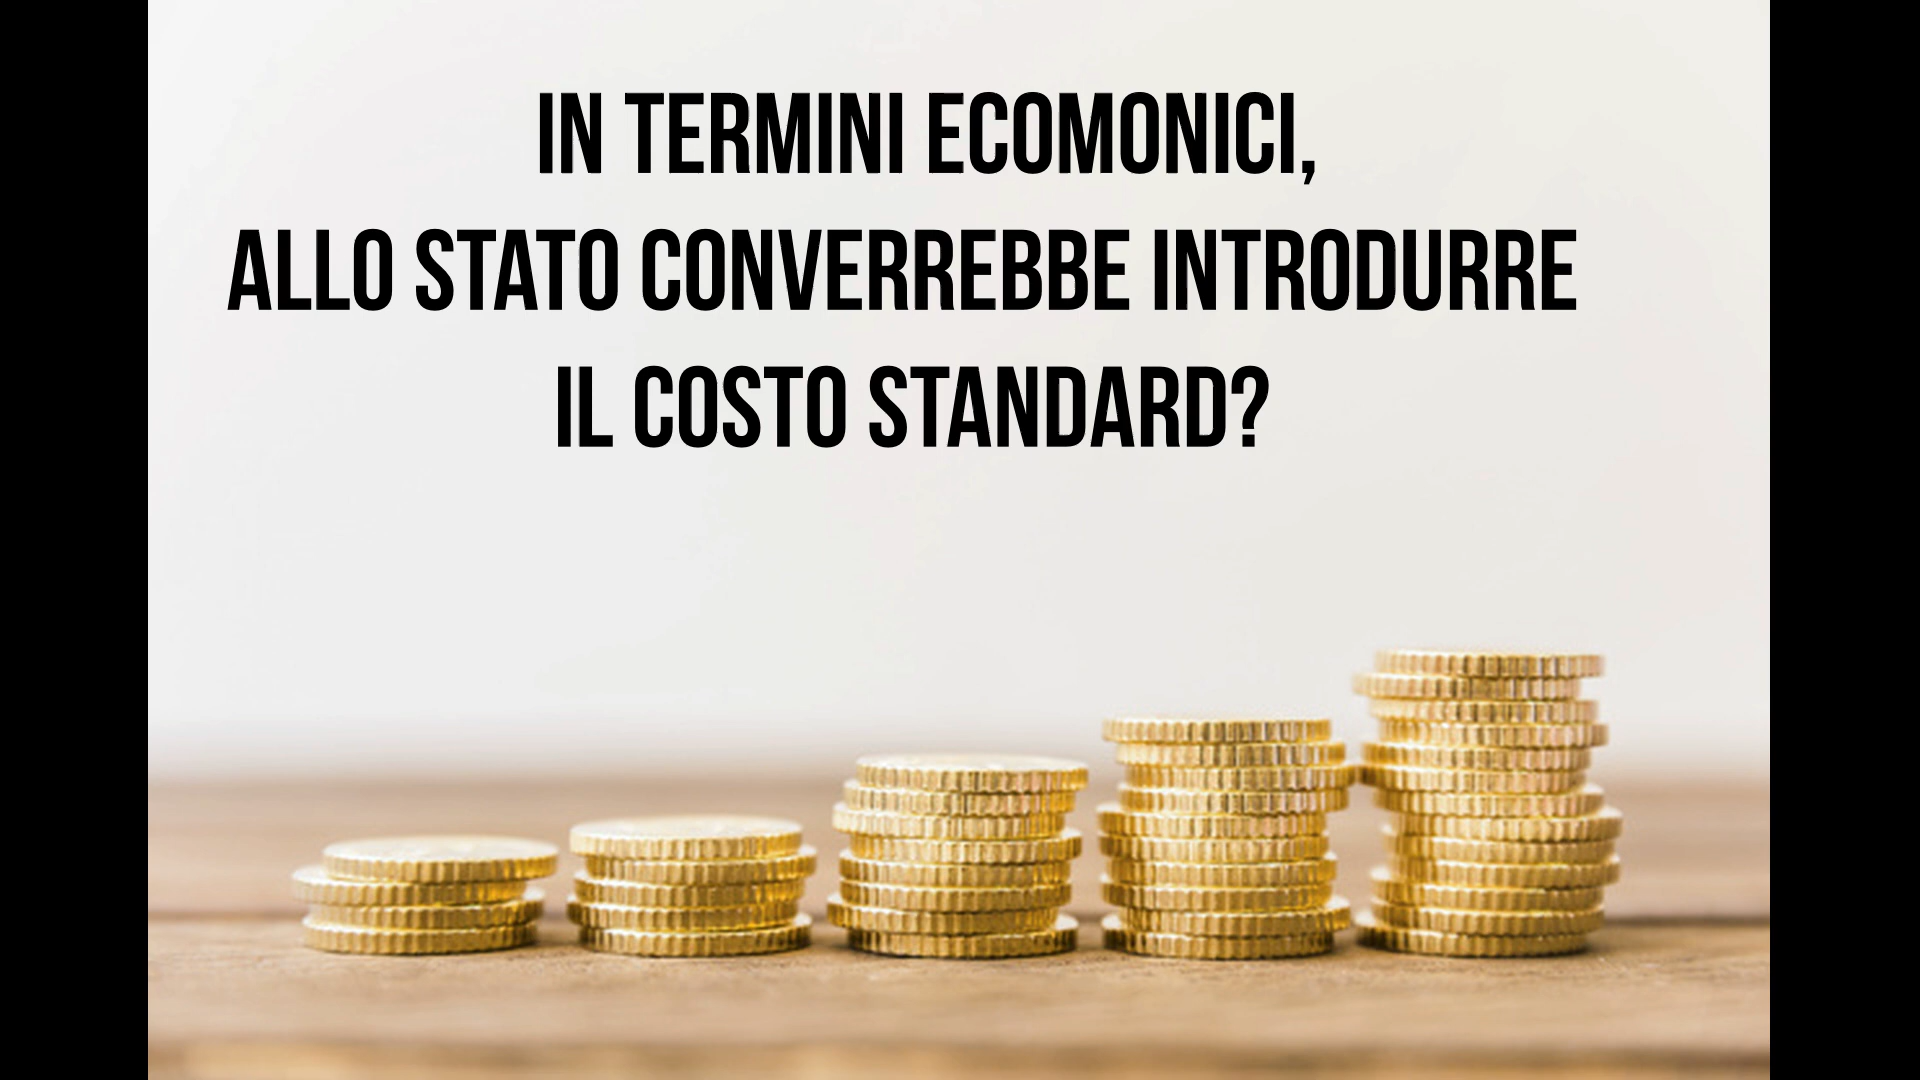 IN TERMINI ECOMONICI,
ALLO STATO CONVERREBBE INTRODURRE
IL COSTO STANDARD?